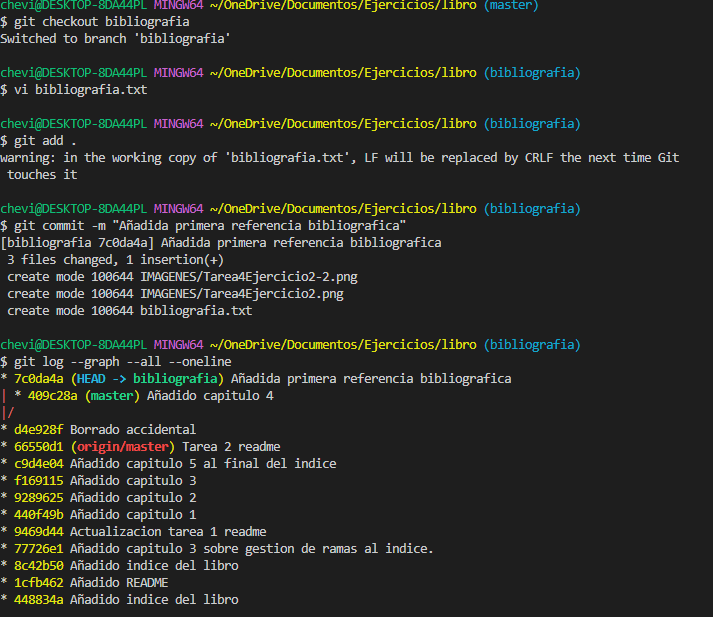 chevi@DESKTOP-8DA44PL MINGW64 ~/OneDrive/Documentos/Ejercicios/libro (master)
$ git checkout bibliografia
Switched to branch 'bibliografia'
chevi@DESKTOP-8DA44PL MINGW64 ~/OneDrive/Documentos/Ejercicios/libro (bibliografia)
$ vi bibliografia.txt
chevi@DESKTOP-8DA44PL MINGW64 ~/OneDrive/Documentos/Ejercicios/libro (bibliografia)
$ git add .
warning: in the working copy of 'bibliografia.txt', LF will be replaced by CRLF the next time Git
 touches it
chevi@DESKTOP-8DA44PL MINGW64 ~/OneDrive/Documentos/Ejercicios/libro (bibliografia)
$ git commit -m "Añadida primera referencia bibliografica"
[bibliografia 7c0da4a] Añadida primera referencia bibliografica
 3 files changed, 1 insertion(+)
 create mode 100644 IMAGENES/Tarea4Ejercicio2-2.png
 create mode 100644 IMAGENES/Tarea4Ejercicio2.png
 create mode 100644 bibliografia.txt
chevi@DESKTOP-8DA44PL MINGW64 ~/OneDrive/Documentos/Ejercicios/libro (bibliografia)
$ git log --graph --all --oneline
* 7c0da4a (HEAD -> bibliografia) Añadida primera referencia bibliografica
| * 409c28a (master) Añadido capitulo 4
|/
* d4e928f Borrado accidental
* 66550d1 (origin/master) Tarea 2 readme
* c9d4e04 Añadido capitulo 5 al final del indice
* f169115 Añadido capitulo 3
* 9289625 Añadido capitulo 2
* 440f49b Añadido capitulo 1
* 9469d44 Actualizacion tarea 1 readme
* 77726e1 Añadido capitulo 3 sobre gestion de ramas al indice.
* 8c42b50 Añadido indice del libro
* 1cfb462 Añadido README
* 448834a Añadido indice del libro